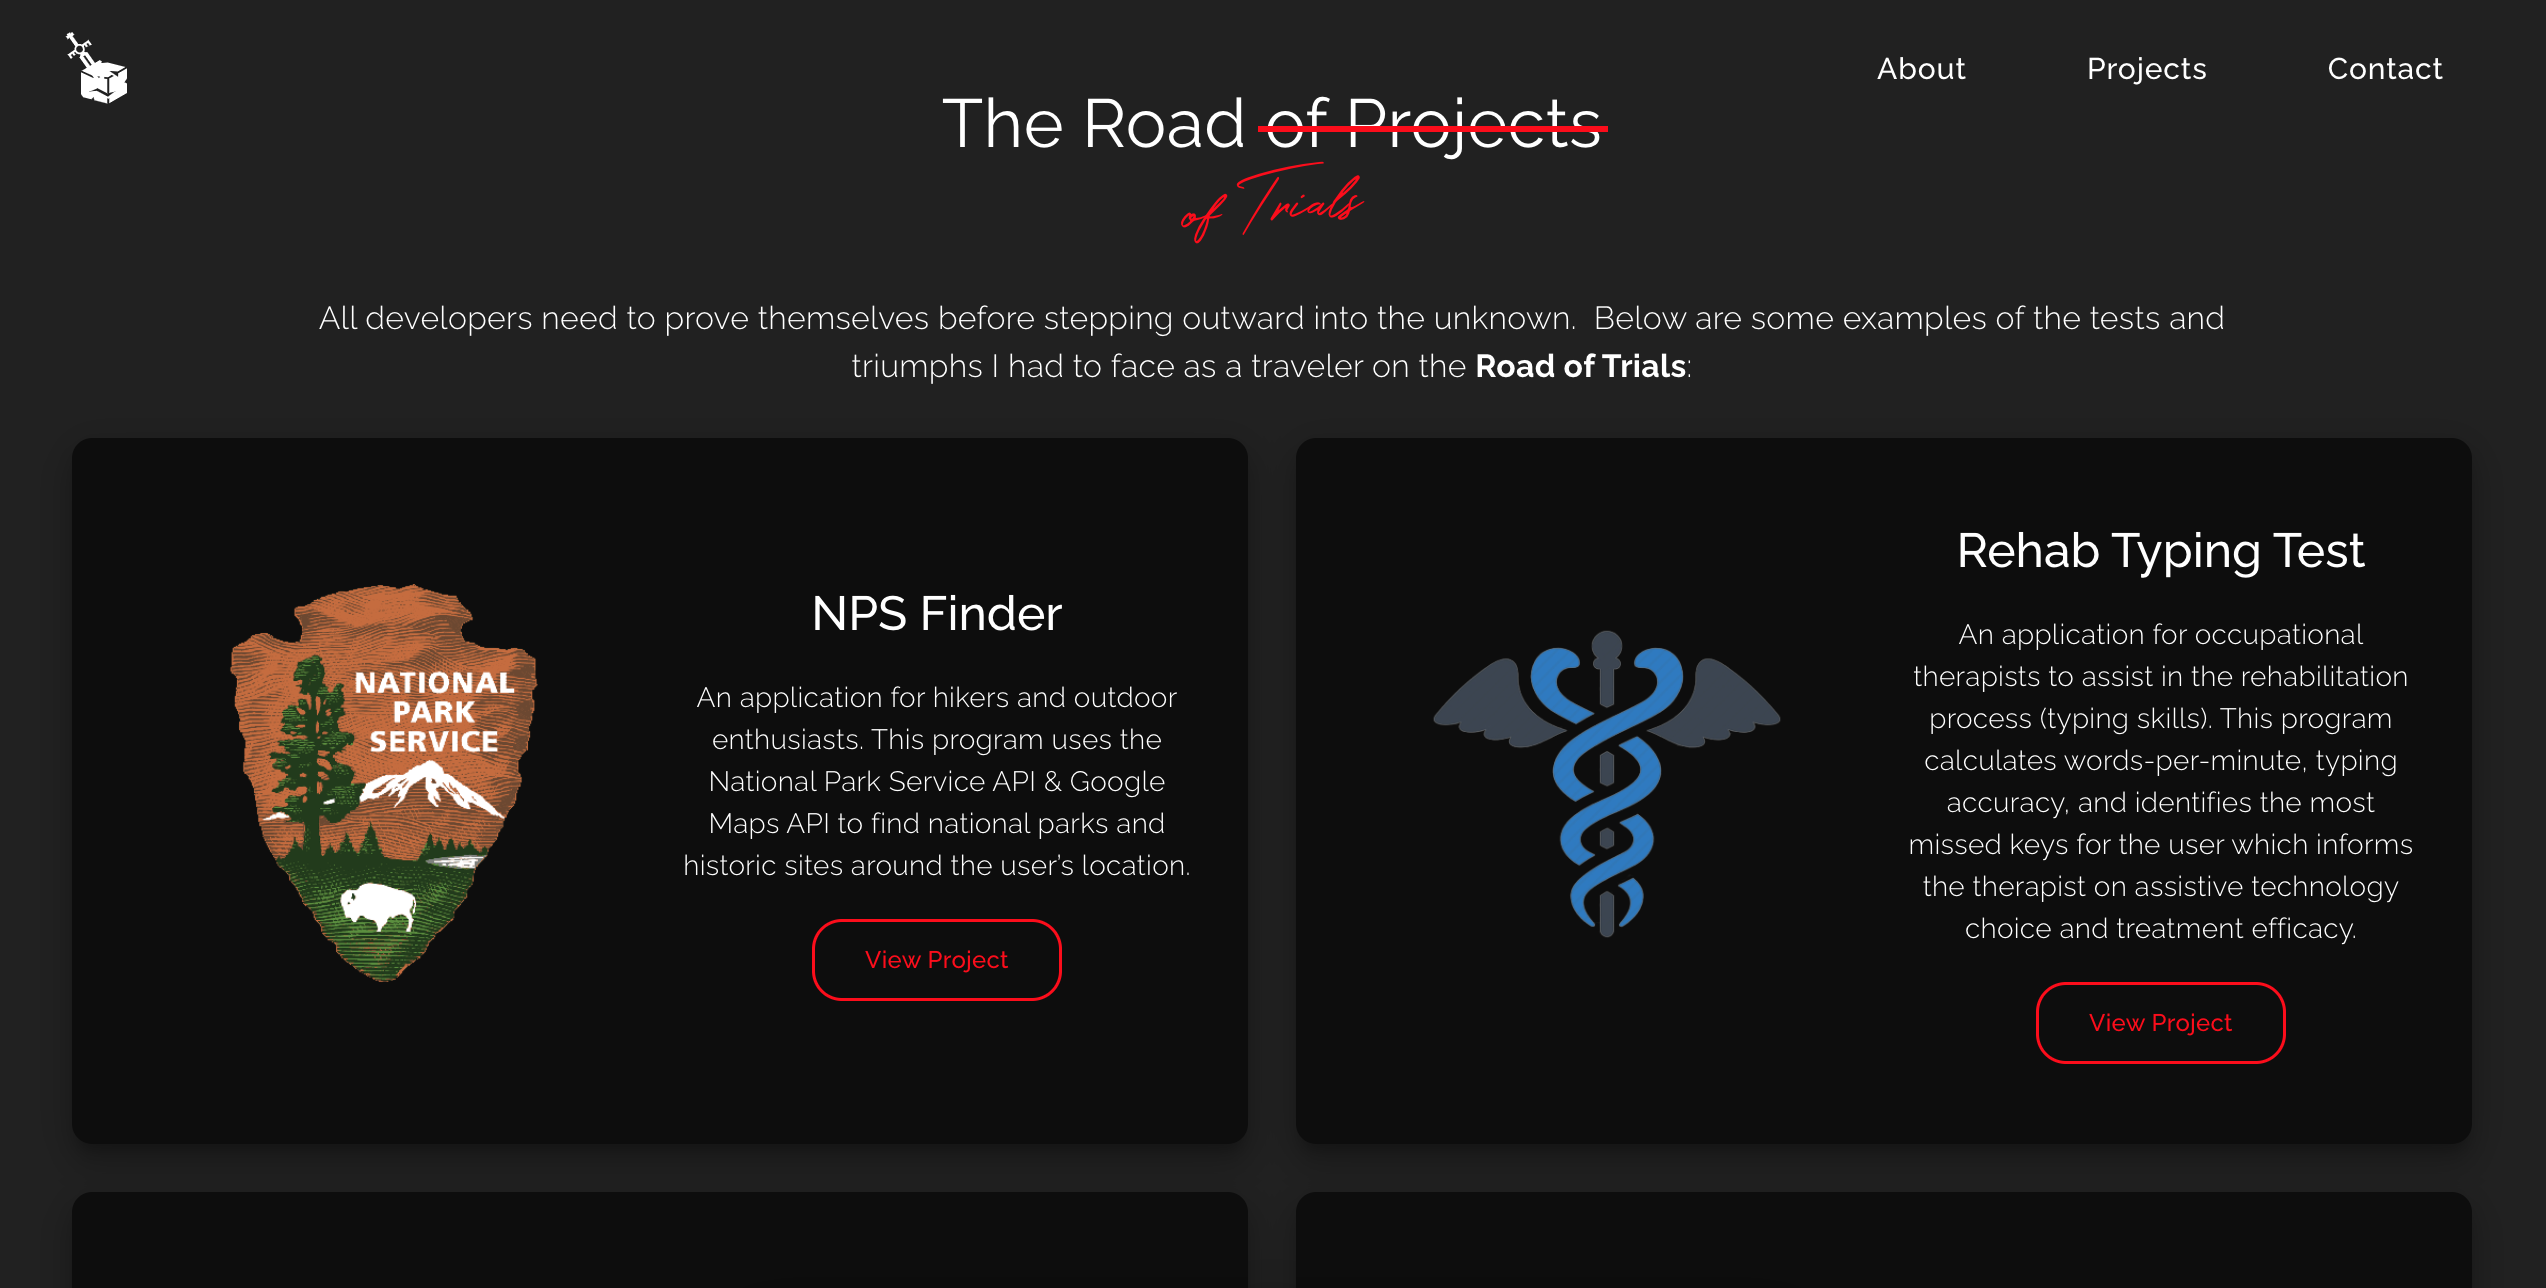 About Projects Contact
The Road of Projects
of Trials
All developers need to prove themselves before stepping outward into the unknown.  Below are some examples of the tests and
triumphs I had to face as a traveler on the Road of Trials:
NATIONAL
PARK
SERVICE
NPS Finder
An application for hikers and outdoor
enthusiasts. This program uses the
National Park Service API & Google
Maps API to find national parks and
historic sites around the user’s location.
View Project
Rehab Typing Test
An application for occupational
therapists to assist in the rehabilitation
process (typing skills). This program
calculates words-per-minute, typing
accuracy, and identifies the most
missed keys for the user which informs
the therapist on assistive technology
choice and treatment efficacy.
View Project